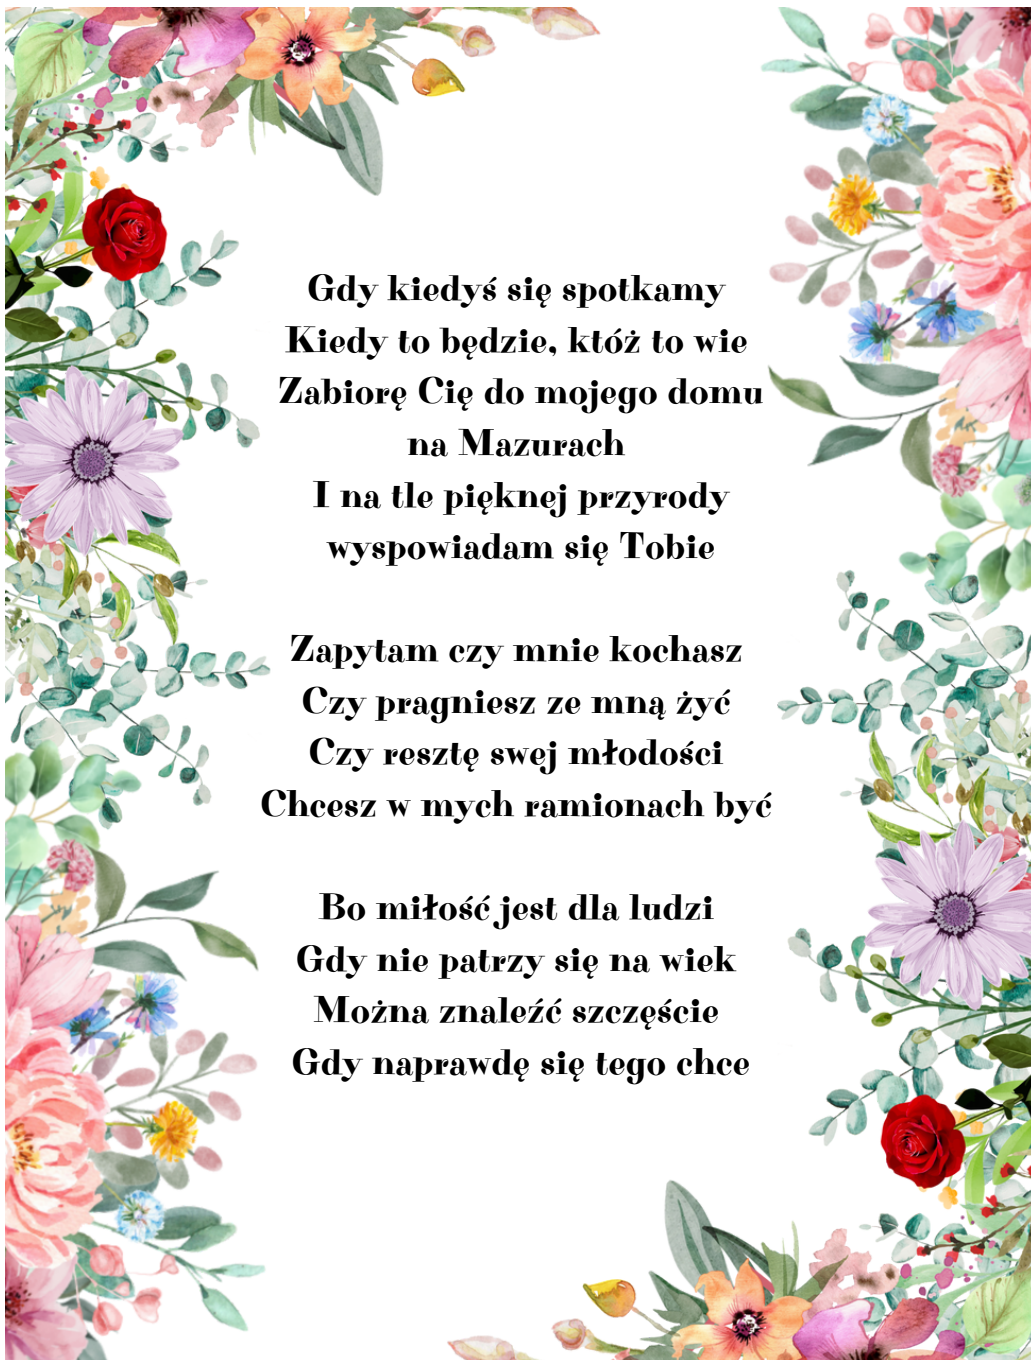 Gdy kiedyś się spotkamy
Kiedy to będzie, któż to wie
Zabiorę Cię do mojego domu
na Mazurach
I na tle pięknej przyrody
wyspowiadam się Tobie
Zapytam czy mnie kochasz
Czy pragniesz ze mną żyć
Czy resztę swej młodości
Chcesz w mych ramionach być
Bo miłość jest dla ludzi
Gdy nie patrzy się na wiek
Można znaleźć szczęście
Gdy naprawdę się tego chce